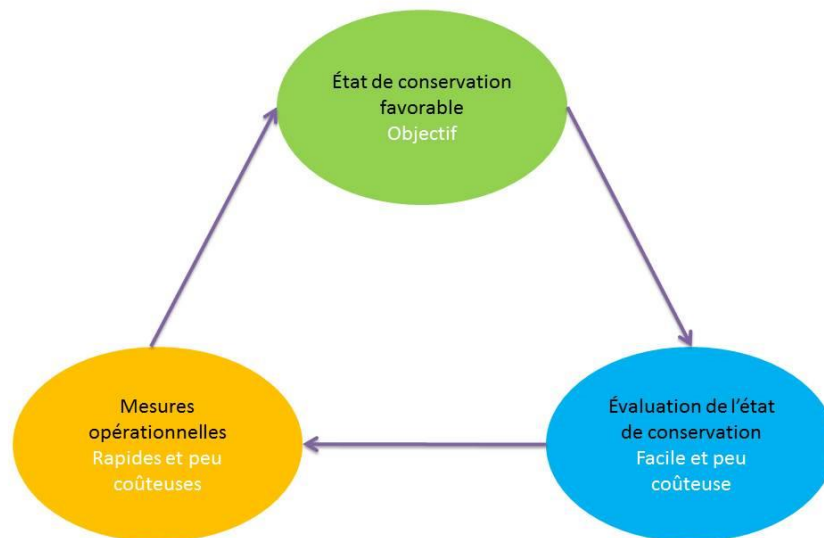 État de conservation
favorable
Objectif
Mesures
opérationnelles
Rapides et peu
coûteuses
Évaluation de l'état
de conservation
Facile et peu
coûteuse